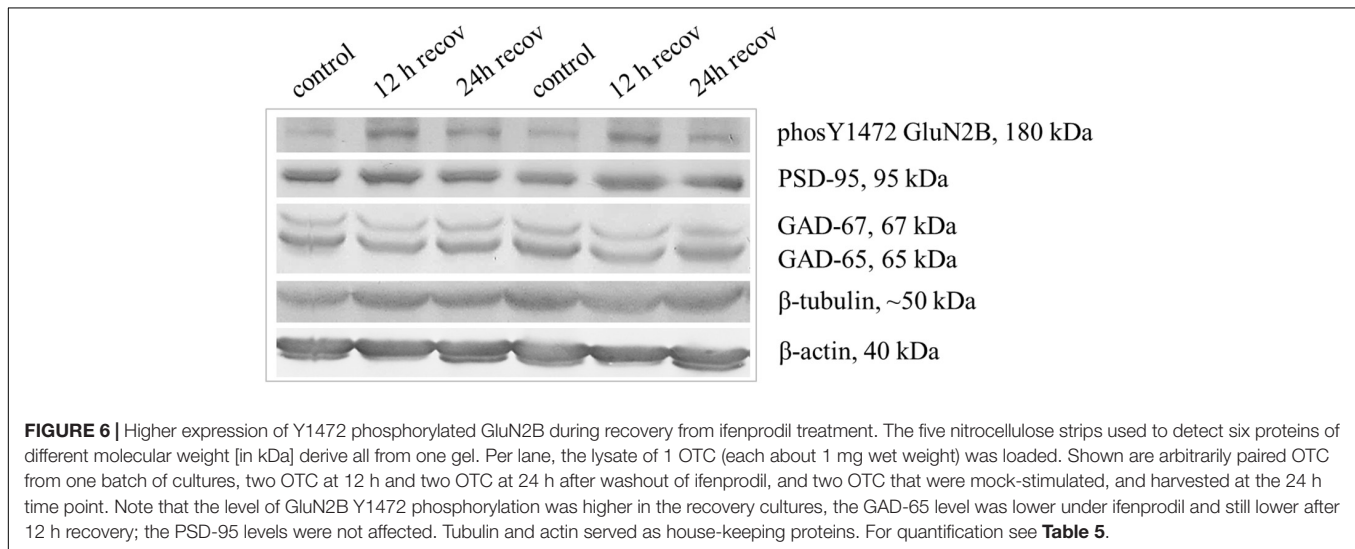 control 12 h recov 24h recov control 12 h recov 24h recov
phosY1472 GluN2B, 180 kDa
PSD-95, 95 kDa
GAD-67, 67 kDa
GAD-65, 65 kDa
β-tubulin, ~50 kDa
β-actin, 40 kDa
FIGURE 6 | Higher expression of Y1472 phosphorylated GluN2B during recovery from ifenprodil treatment. The five nitrocellulose strips used to detect six proteins of
different molecular weight [in kDa] derive all from one gel. Per lane, the lysate of 1 OTC (each about 1 mg wet weight) was loaded. Shown are arbitrarily paired OTC
from one batch of cultures, two OTC at 12 h and two OTC at 24 h after washout of ifenprodil, and two OTC that were mock-stimulated, and harvested at the 24 h
time point. Note that the level of GluN2B Y1472 phosphorylation was higher in the recovery cultures, the GAD-65 level was lower under ifenprodil and still lower after
12 h recovery; the PSD-95 levels were not affected. Tubulin and actin served as house-keeping proteins. For quantification see Table 5.